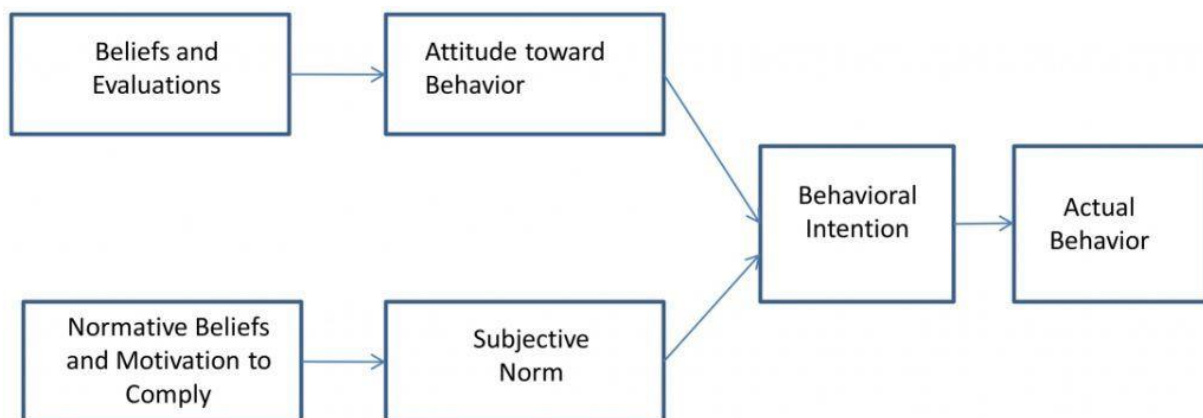 Beliefs and
Evaluations
Attitude toward
Behavior
Behavioral
Intention
Actual
Behavior
Normative Beliefs
and Motivation to
Comply
Subjective
Norm